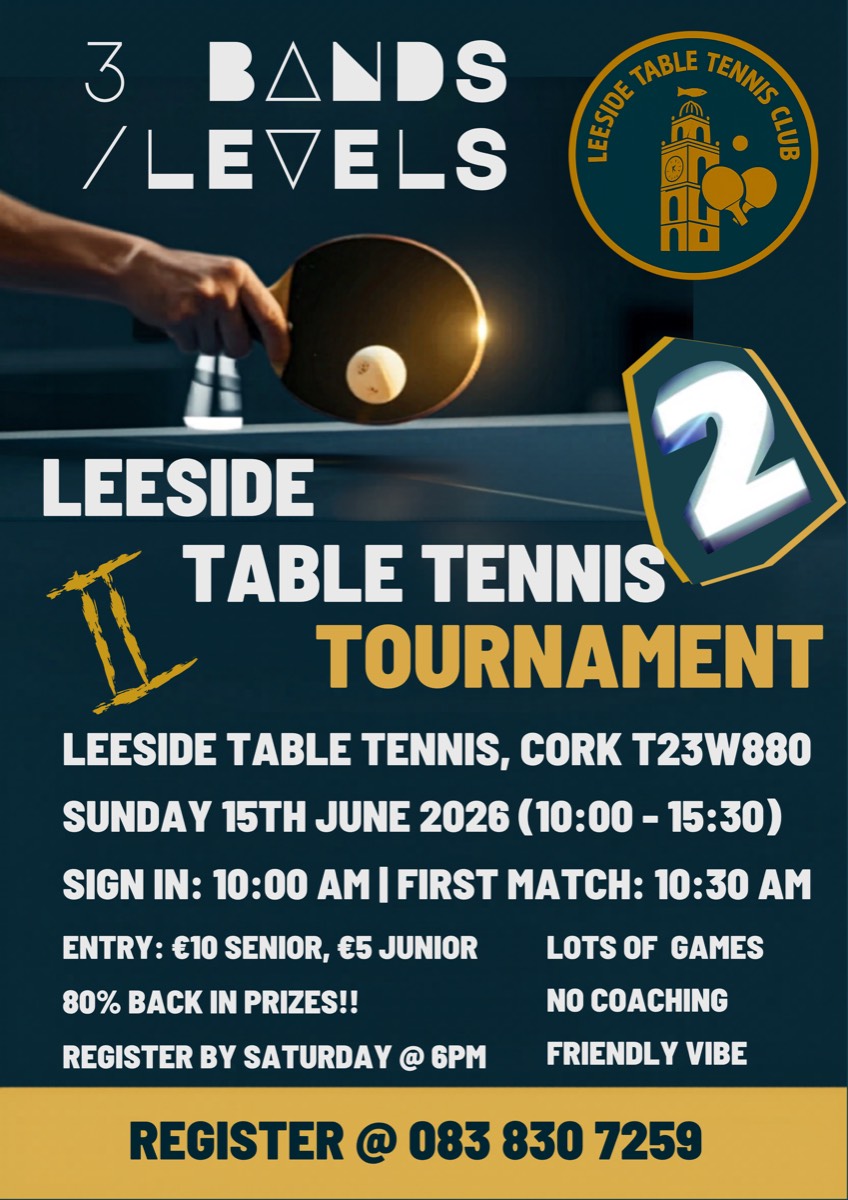 3 BANDS
/LEVELS
LEESIDE TABLE TENNIS CLUB
2
LEESIDE
TABLE TENNIS
II
TOURNAMENT
LEESIDE TABLE TENNIS, CORK T23W880
SUNDAY 15TH JUNE 2026 (10:00 - 15:30)
SIGN IN: 10:00 AM | FIRST MATCH: 10:30 AM
ENTRY: €10 SENIOR, €5 JUNIOR
80% BACK IN PRIZES!!
REGISTER BY SATURDAY @ 6PM
LOTS OF GAMES
NO COACHING
FRIENDLY VIBE
REGISTER @ 083 830 7259